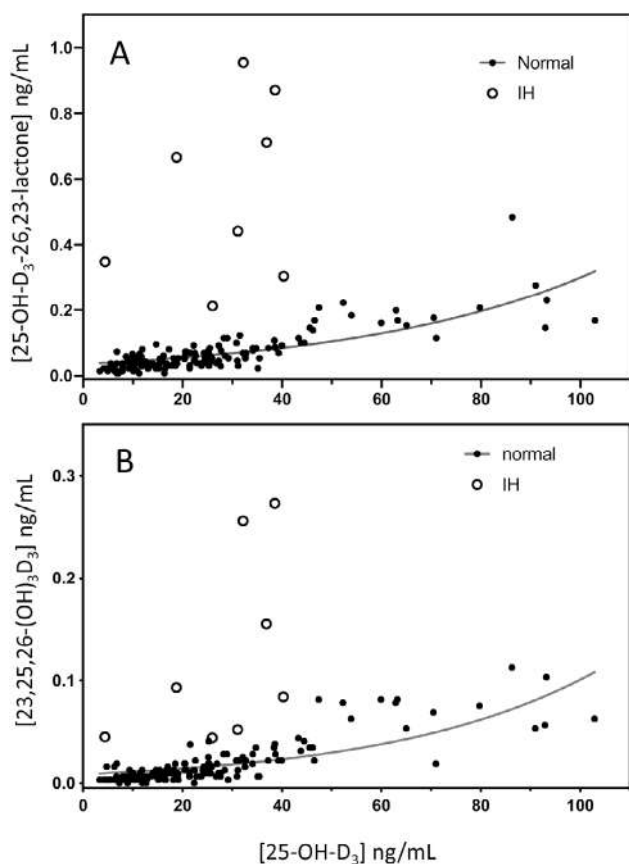 A
Normal
IH
[25-OH-D₃-26,23-lactone] ng/mL
1.0
0.8
0.6
0.4
0.2
0.0
0 20 40 60 80 100
B
normal
IH
[23,25,26-(OH)₃D₃] ng/mL
0.3
0.2
0.1
0.0
0 20 40 60 80 100
[25-OH-D₃] ng/mL